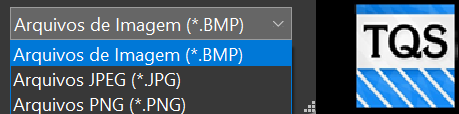 Arquivos de Imagem (*.BMP)
Arquivos de Imagem (*.BMP)
Arquivos JPEG (*.JPG)
Arquivos PNG (*.PNG)
TQS